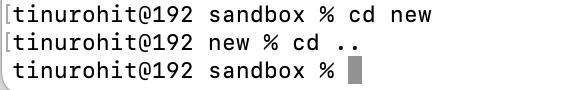 [tinurohit@192 sandbox % cd new
[tinurohit@192 new % cd ..
tinurohit@192 sandbox %